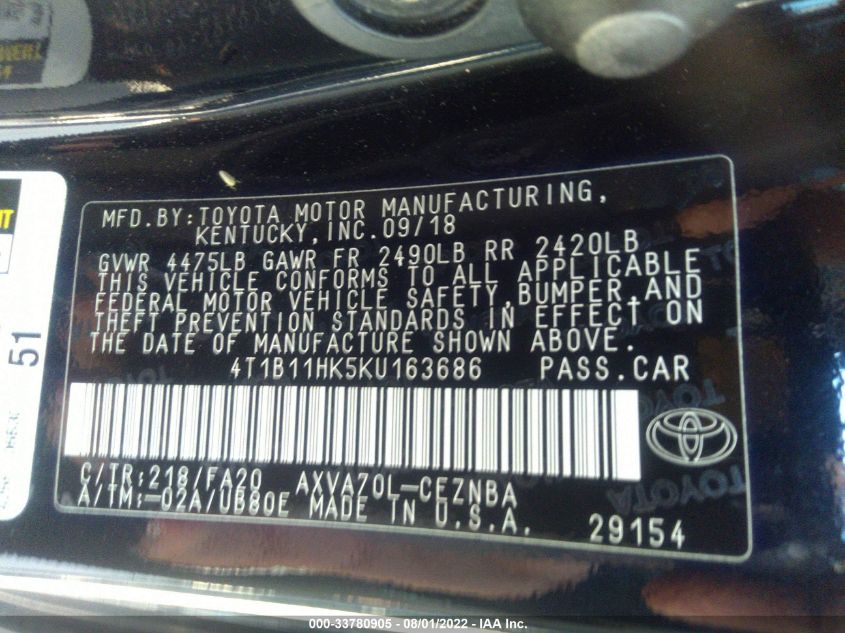 MFD.BY:TOYOTA MOTOR MANUFACTURING,
KENTUCKY,INC.09/18
GVWR 4475LB GAWR FR 2490LB RR 2420LB
THIS VEHICLE CONFORMS TO ALL APPLICABLE
FEDERAL MOTOR VEHICLE SAFETY,BUMPER,AND
THEFT PREVENTION STANDARDS IN EFFECT ON
THE DATE OF MANUFACTURE SHOWN ABOVE.
4T1B11HK5KU163686 PASS.CAR
C/TR:218/FA20 AXVA70L-CEZNBA
A/TM:-02A/UB80E MADE IN U.S.A.
29154
51
TOYOTA
000-33780905 - 08/01/2022 - IAA Inc.